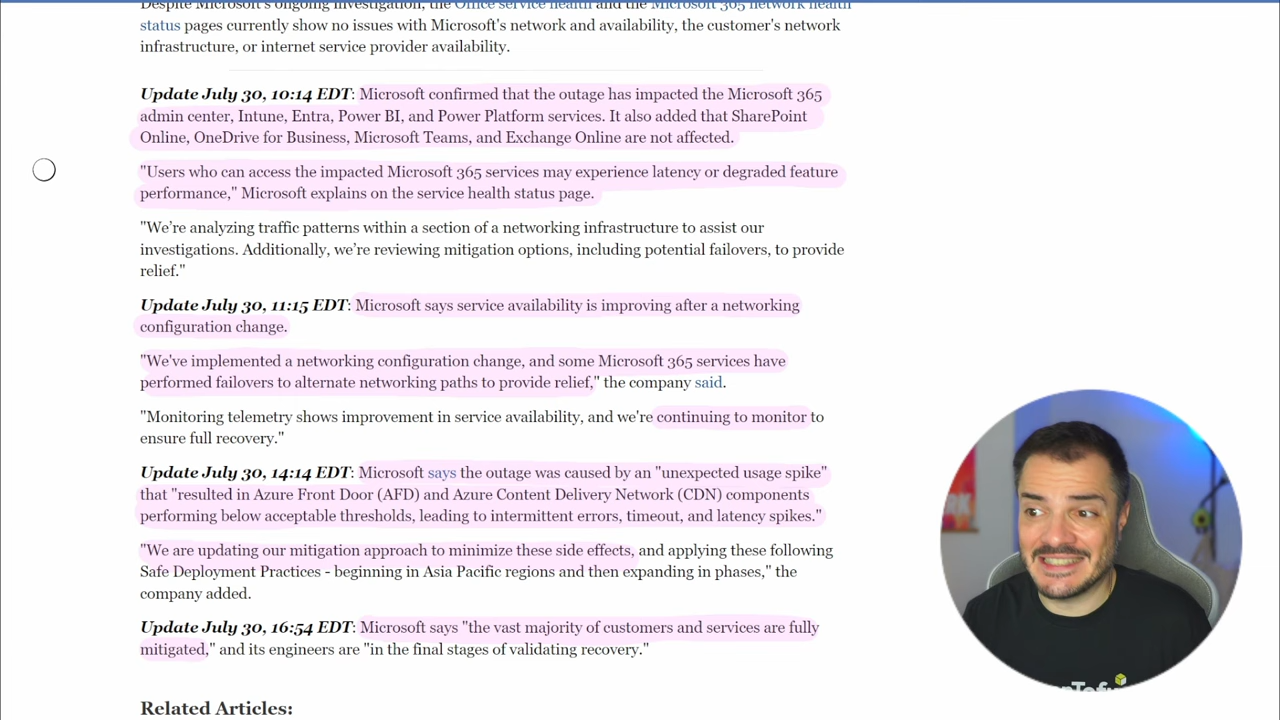 Despite Microsoft's ongoing investigation, the Office service health and the Microsoft 365 network health
status pages currently show no issues with Microsoft's network and availability, the customer's network
infrastructure, or internet service provider availability.
Update July 30, 10:14 EDT: Microsoft confirmed that the outage has impacted the Microsoft 365
admin center, Intune, Entra, Power BI, and Power Platform services. It also added that SharePoint
Online, OneDrive for Business, Microsoft Teams, and Exchange Online are not affected.
"Users who can access the impacted Microsoft 365 services may experience latency or degraded feature
performance," Microsoft explains on the service health status page.
"We’re analyzing traffic patterns within a section of a networking infrastructure to assist our
investigations. Additionally, we’re reviewing mitigation options, including potential failovers, to provide
relief."
Update July 30, 11:15 EDT: Microsoft says service availability is improving after a networking
configuration change.
"We've implemented a networking configuration change, and some Microsoft 365 services have
performed failovers to alternate networking paths to provide relief," the company said.
"Monitoring telemetry shows improvement in service availability, and we're continuing to monitor to
ensure full recovery."
Update July 30, 14:14 EDT: Microsoft says the outage was caused by an "unexpected usage spike"
that "resulted in Azure Front Door (AFD) and Azure Content Delivery Network (CDN) components
performing below acceptable thresholds, leading to intermittent errors, timeout, and latency spikes."
"We are updating our mitigation approach to minimize these side effects, and applying these following
Safe Deployment Practices - beginning in Asia Pacific regions and then expanding in phases," the
company added.
Update July 30, 16:54 EDT: Microsoft says "the vast majority of customers and services are fully
mitigated," and its engineers are "in the final stages of validating recovery."
Related Articles: